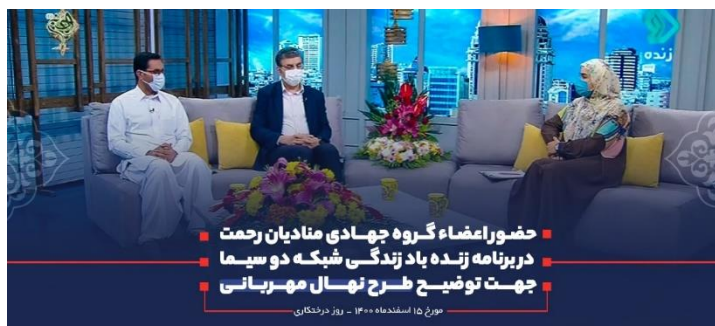 زنده
حضور اعضاء گروه جهادی منادیان رحمت
در برنامه زنده باد زندگی شبکه دو سیما
جهت توضیح طرح نهال مهربانی
مورخ ۱۵ اسفندماه ۱۴۰۰ - روز درختکاری